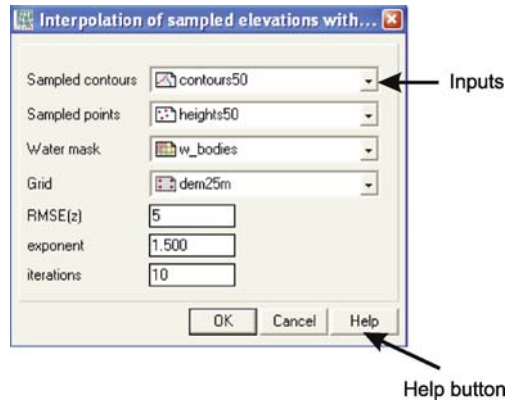 Interpolation of sampled elevations with...
Sampled contours contours50
Inputs
Sampled points heights50
Water mask w_bodies
Grid dem25m
RMSE(z) 5
exponent 1.500
iterations 10
OK Cancel Help
Help button